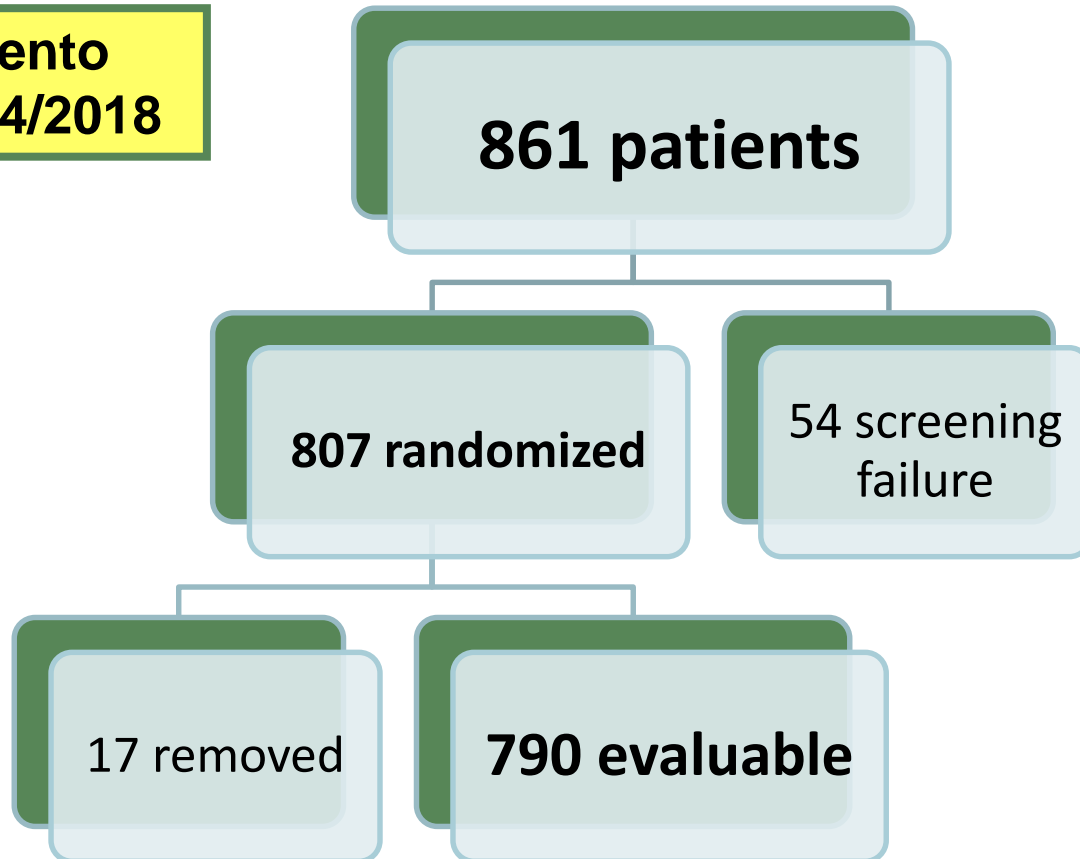 ento
4/2018
861 patients
807 randomized
54 screening
failure
17 removed
790 evaluable